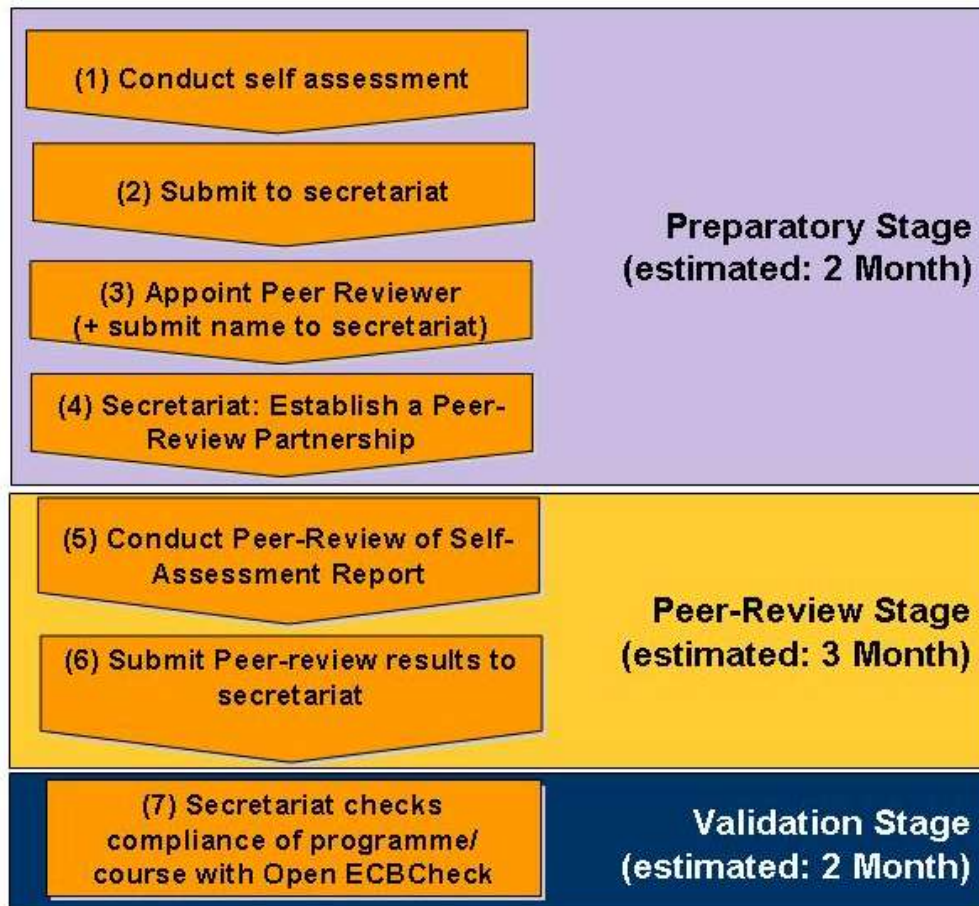 (1) Conduct self assessment
(2) Submit to secretariat
(3) Appoint Peer Reviewer
(+ submit name to secretariat)
(4) Secretariat: Establish a Peer-
Review Partnership
Preparatory Stage
(estimated: 2 Month)
(5) Conduct Peer-Review of Self-
Assessment Report
(6) Submit Peer-review results to
secretariat
Peer-Review Stage
(estimated: 3 Month)
(7) Secretariat checks
compliance of programme/
course with Open ECBCheck
Validation Stage
(estimated: 2 Month)